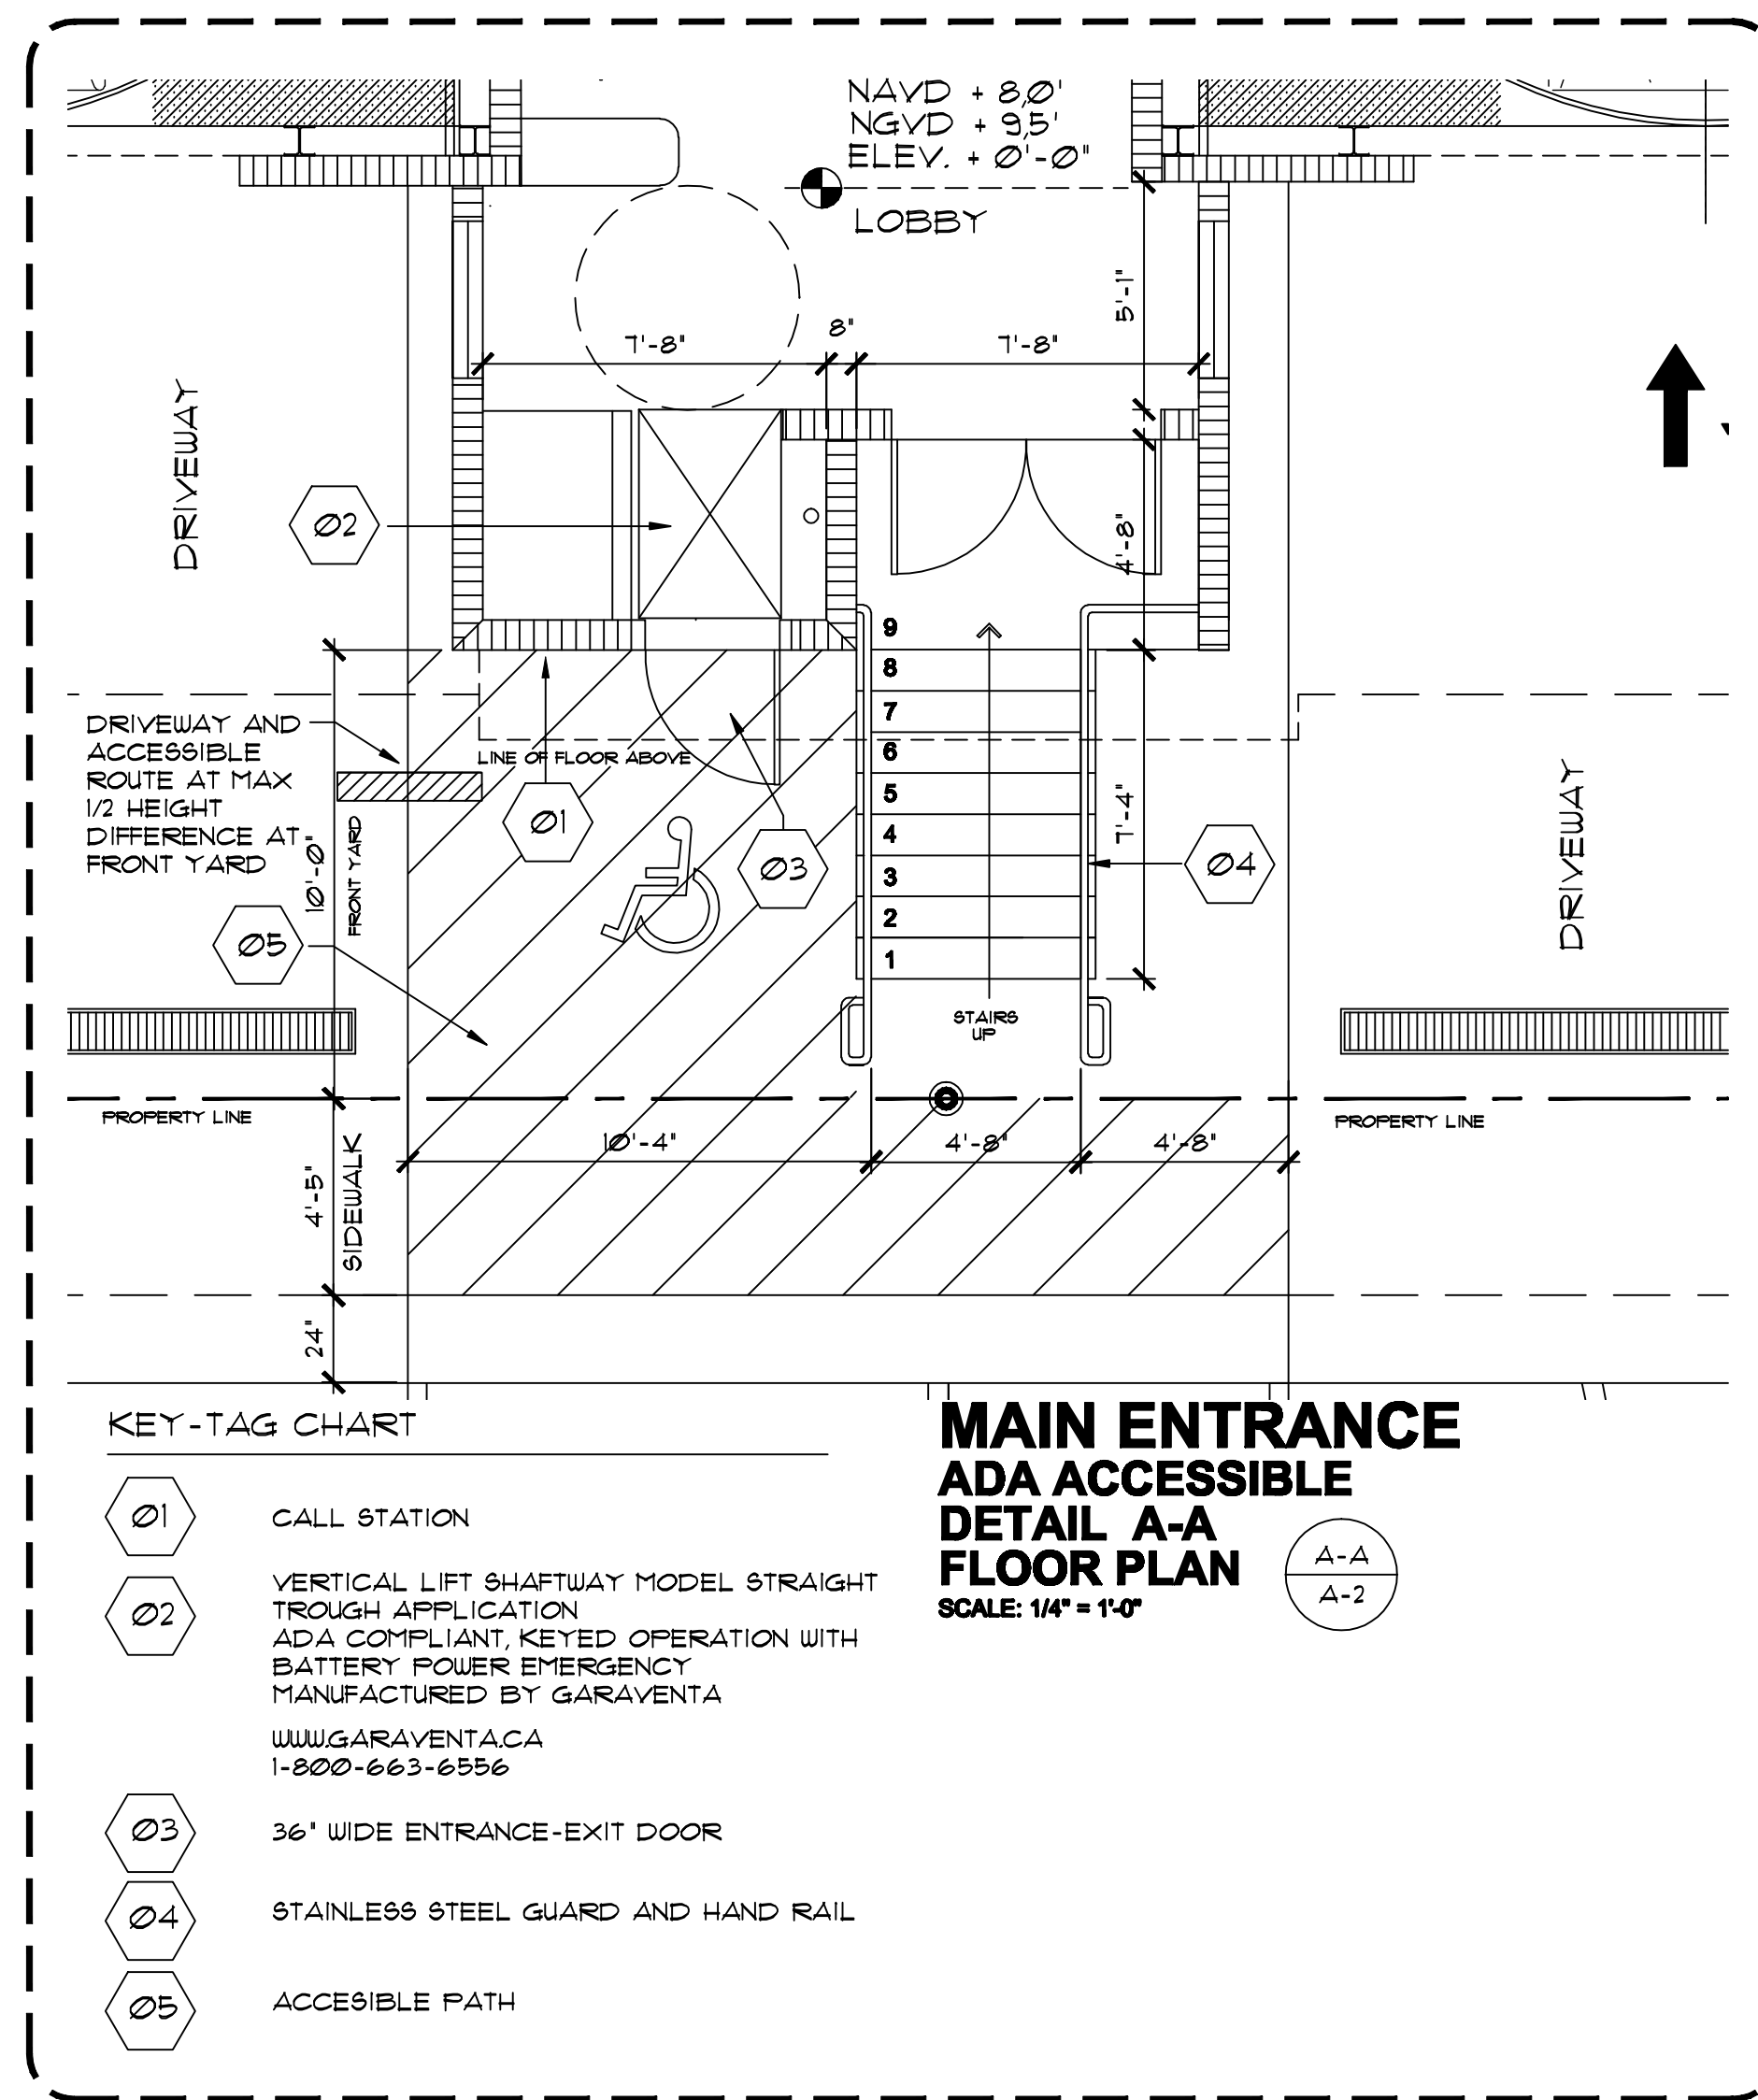 NAVD + 8,0'
NGVD + 9,5'
ELEV. + 0'-0"
LOBBY
5'-1"
7'-8"
8"
7'-8"
DRIVEWAY
02
4'-8"
9
8
7
6
5
4
3
2
1
DRIVEWAY AND
ACCESSIBLE
ROUTE AT MAX
1/2 HEIGHT
DIFFERENCE AT
FRONT YARD
LINE OF FLOOR ABOVE
01
03
04
7'-4"
DRIVEWAY
10'-0"
FRONT YARD
05
STAIRS
UP
PROPERTY LINE
PROPERTY LINE
10'-4"
4'-8"
4'-8"
4'-5"
SIDEWALK
24"
KEY-TAG CHART
01
CALL STATION
02
VERTICAL LIFT SHAFTWAY MODEL STRAIGHT
TROUGH APPLICATION
ADA COMPLIANT, KEYED OPERATION WITH
BATTERY POWER EMERGENCY
MANUFACTURED BY GARAVENTA
WWW.GARAVENTA.CA
1-800-663-6556
03
36" WIDE ENTRANCE-EXIT DOOR
04
STAINLESS STEEL GUARD AND HAND RAIL
05
ACCESIBLE PATH
MAIN ENTRANCE
ADA ACCESSIBLE
DETAIL A-A
FLOOR PLAN
SCALE: 1/4" = 1'-0"
A-A
A-2